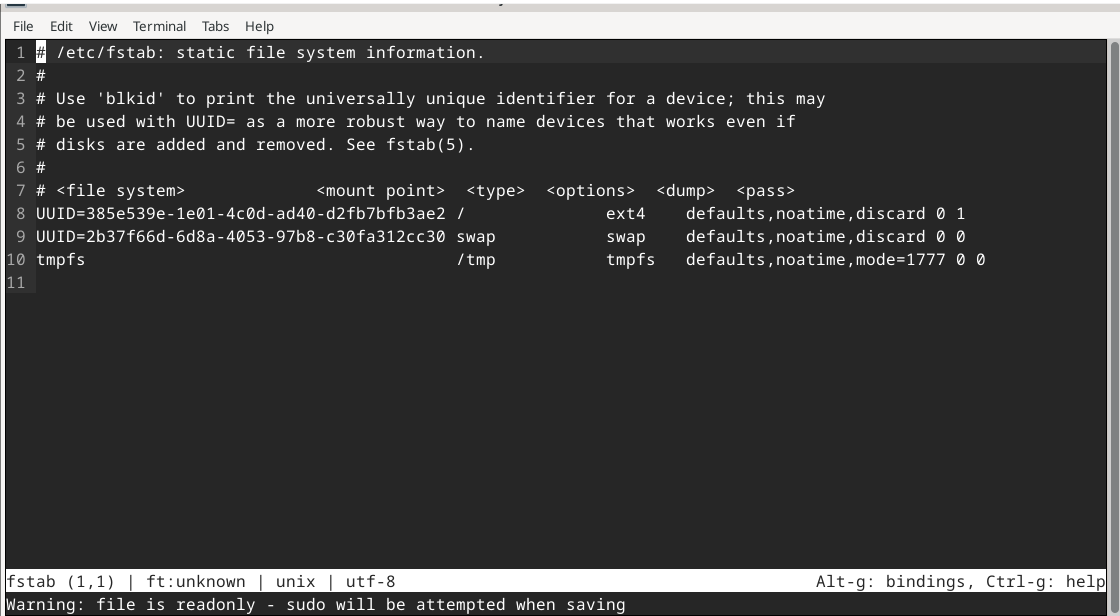 File Edit View Terminal Tabs Help
1 # /etc/fstab: static file system information.
2 #
3 # Use 'blkid' to print the universally unique identifier for a device; this may
4 # be used with UUID= as a more robust way to name devices that works even if
5 # disks are added and removed. See fstab(5).
6 #
7 # <file system>             <mount point>  <type>  <options>  <dump>  <pass>
8 UUID=385e539e-1e01-4c0d-ad40-d2fb7bfb3ae2 /              ext4    defaults,noatime,discard 0 1
9 UUID=2b37f66d-6d8a-4053-97b8-c30fa312cc30 swap           swap    defaults,noatime,discard 0 0
10 tmpfs                                     /tmp           tmpfs   defaults,noatime,mode=1777 0 0
11
fstab (1,1) | ft:unknown | unix | utf-8 Alt-g: bindings, Ctrl-g: help
Warning: file is readonly - sudo will be attempted when saving